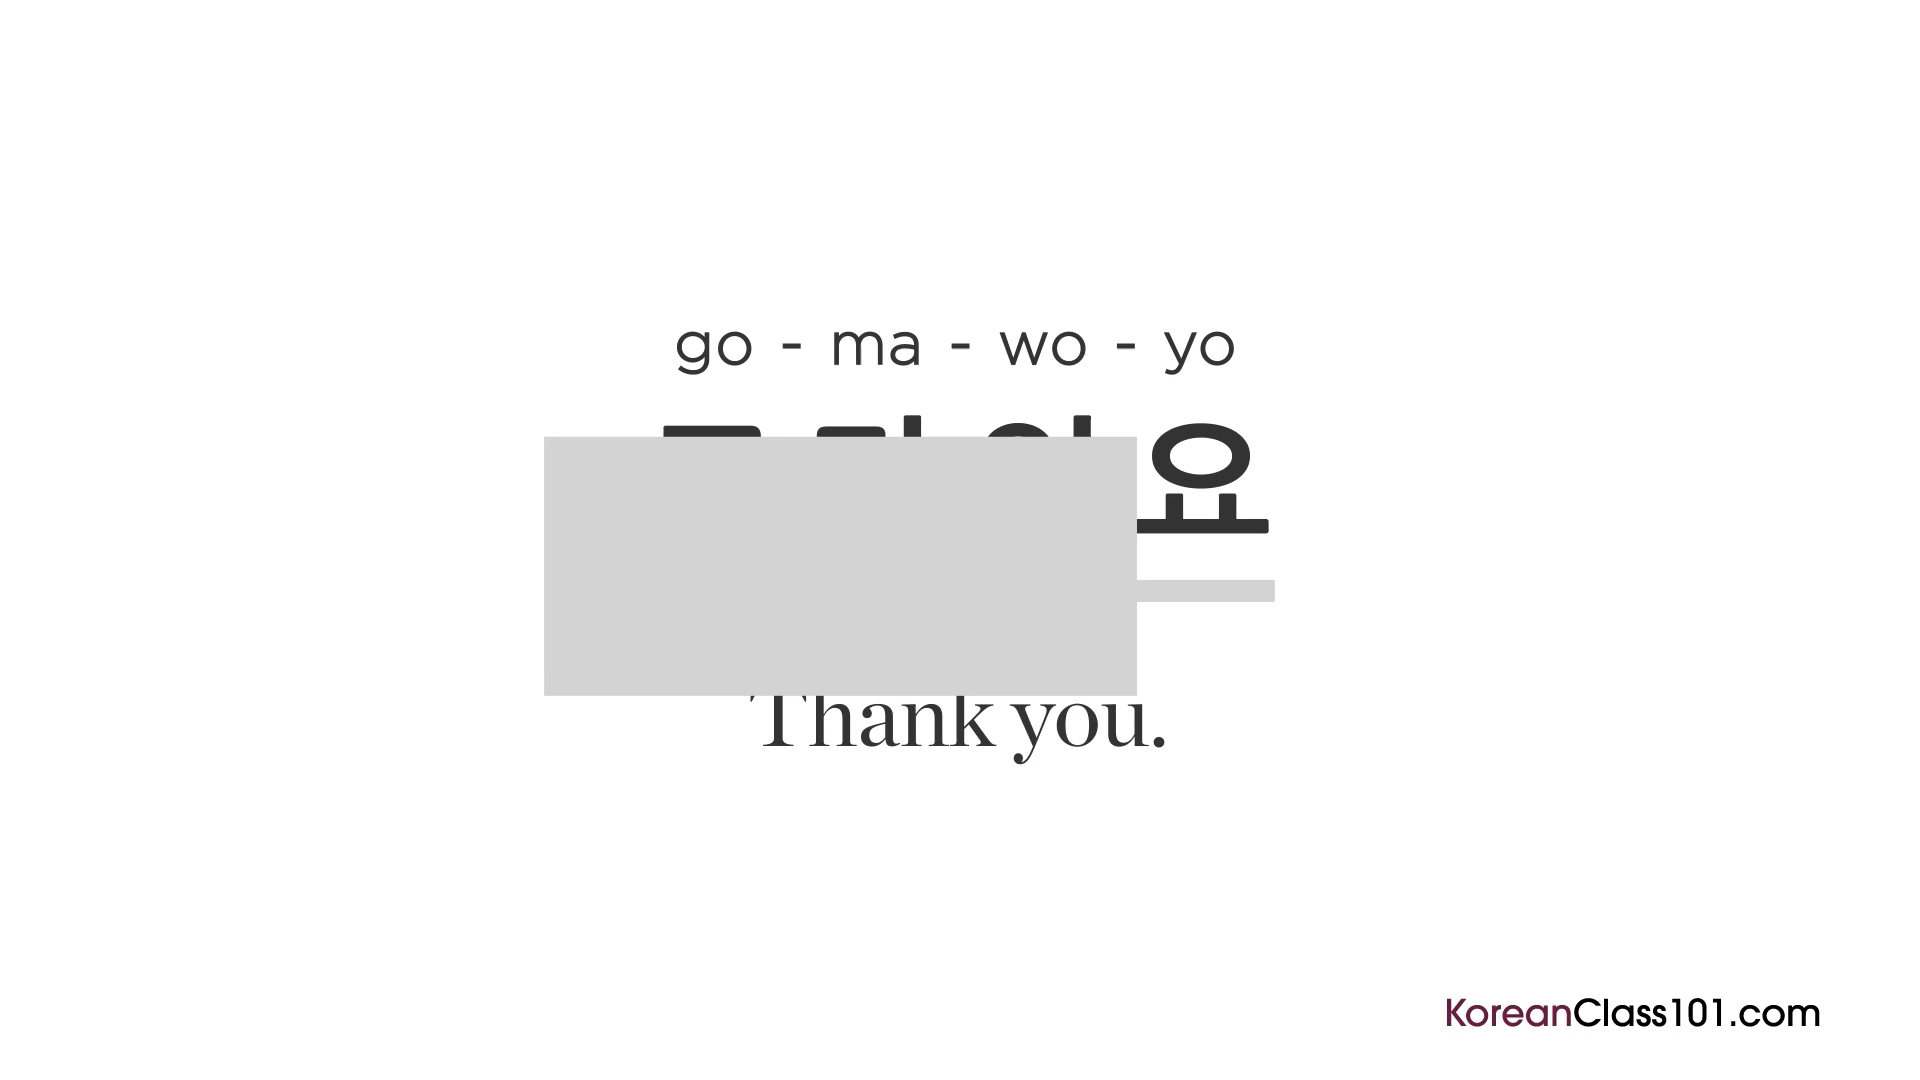 go - ma - wo - yo
요
Thank you.
KoreanClass101.com